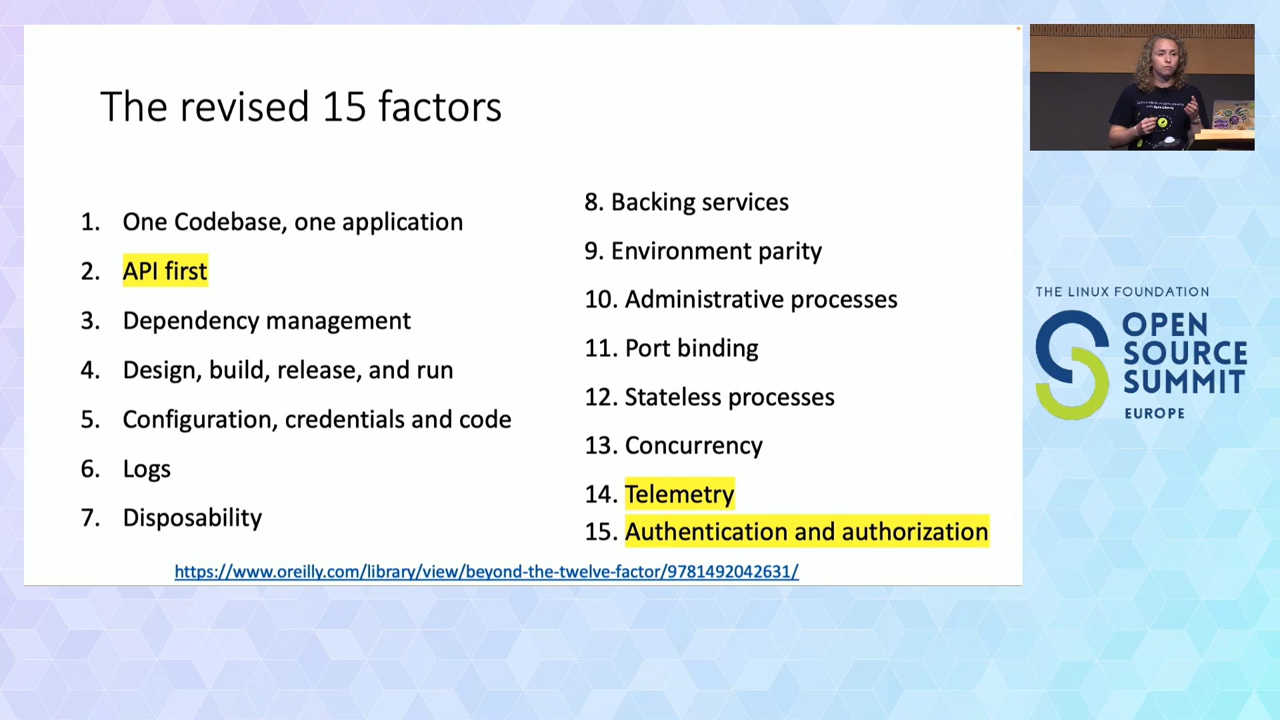 The revised 15 factors
1. One Codebase, one application
2. API first
3. Dependency management
4. Design, build, release, and run
5. Configuration, credentials and code
6. Logs
7. Disposability
8. Backing services
9. Environment parity
10. Administrative processes
11. Port binding
12. Stateless processes
13. Concurrency
14. Telemetry
15. Authentication and authorization
https://www.oreilly.com/library/view/beyond-the-twelve-factor/9781492042631/
THE LINUX FOUNDATION
OPEN
SOURCE
SUMMIT
EUROPE